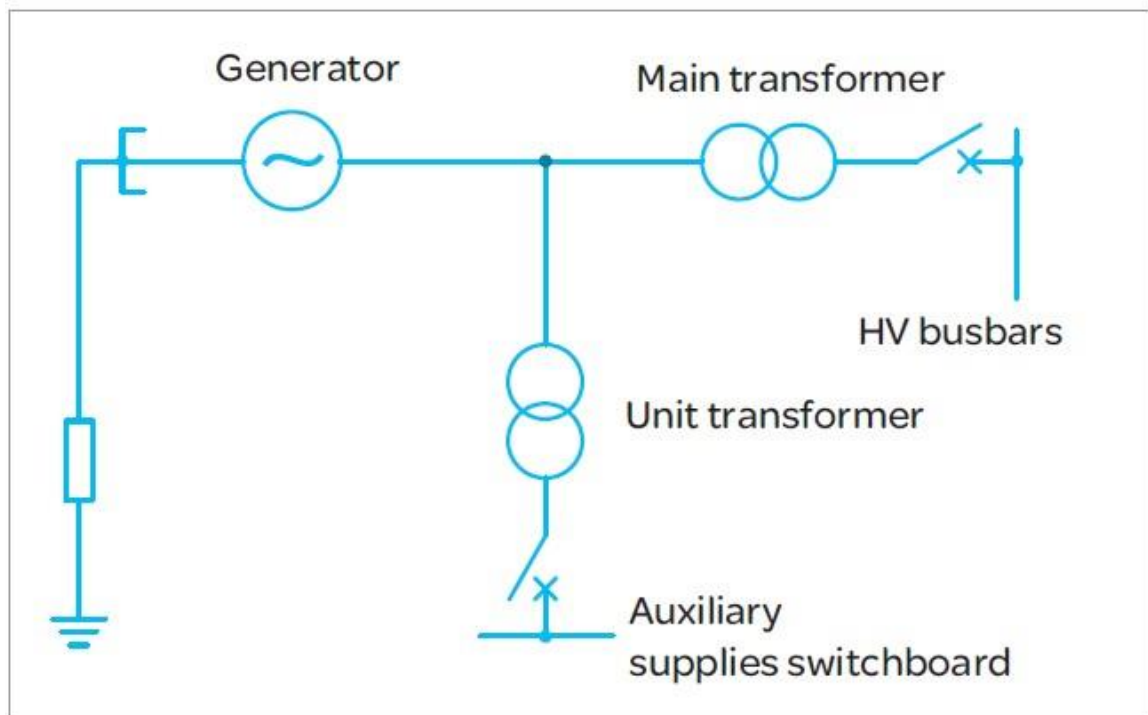 Generator
Main transformer
HV busbars
Unit transformer
Auxiliary
supplies switchboard